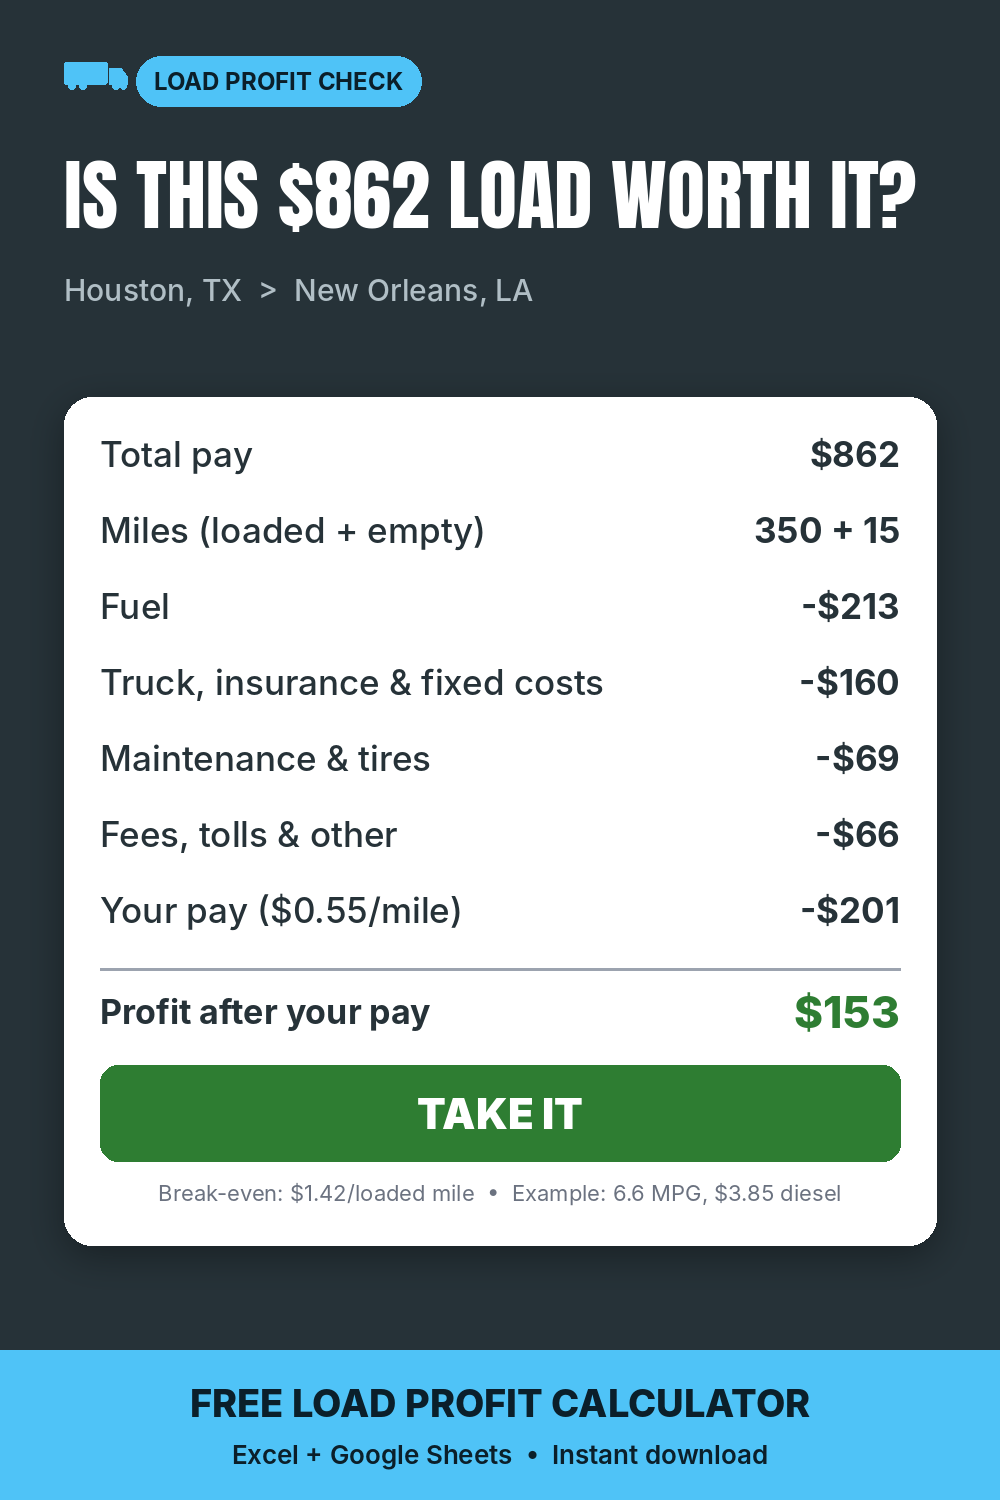 LOAD PROFIT CHECK
IS THIS $862 LOAD WORTH IT?
Houston, TX > New Orleans, LA
Total pay $862
Miles (loaded + empty) 350 + 15
Fuel -$213
Truck, insurance & fixed costs -$160
Maintenance & tires -$69
Fees, tolls & other -$66
Your pay ($0.55/mile) -$201
Profit after your pay $153
TAKE IT
Break-even: $1.42/loaded mile • Example: 6.6 MPG, $3.85 diesel
FREE LOAD PROFIT CALCULATOR
Excel + Google Sheets • Instant download